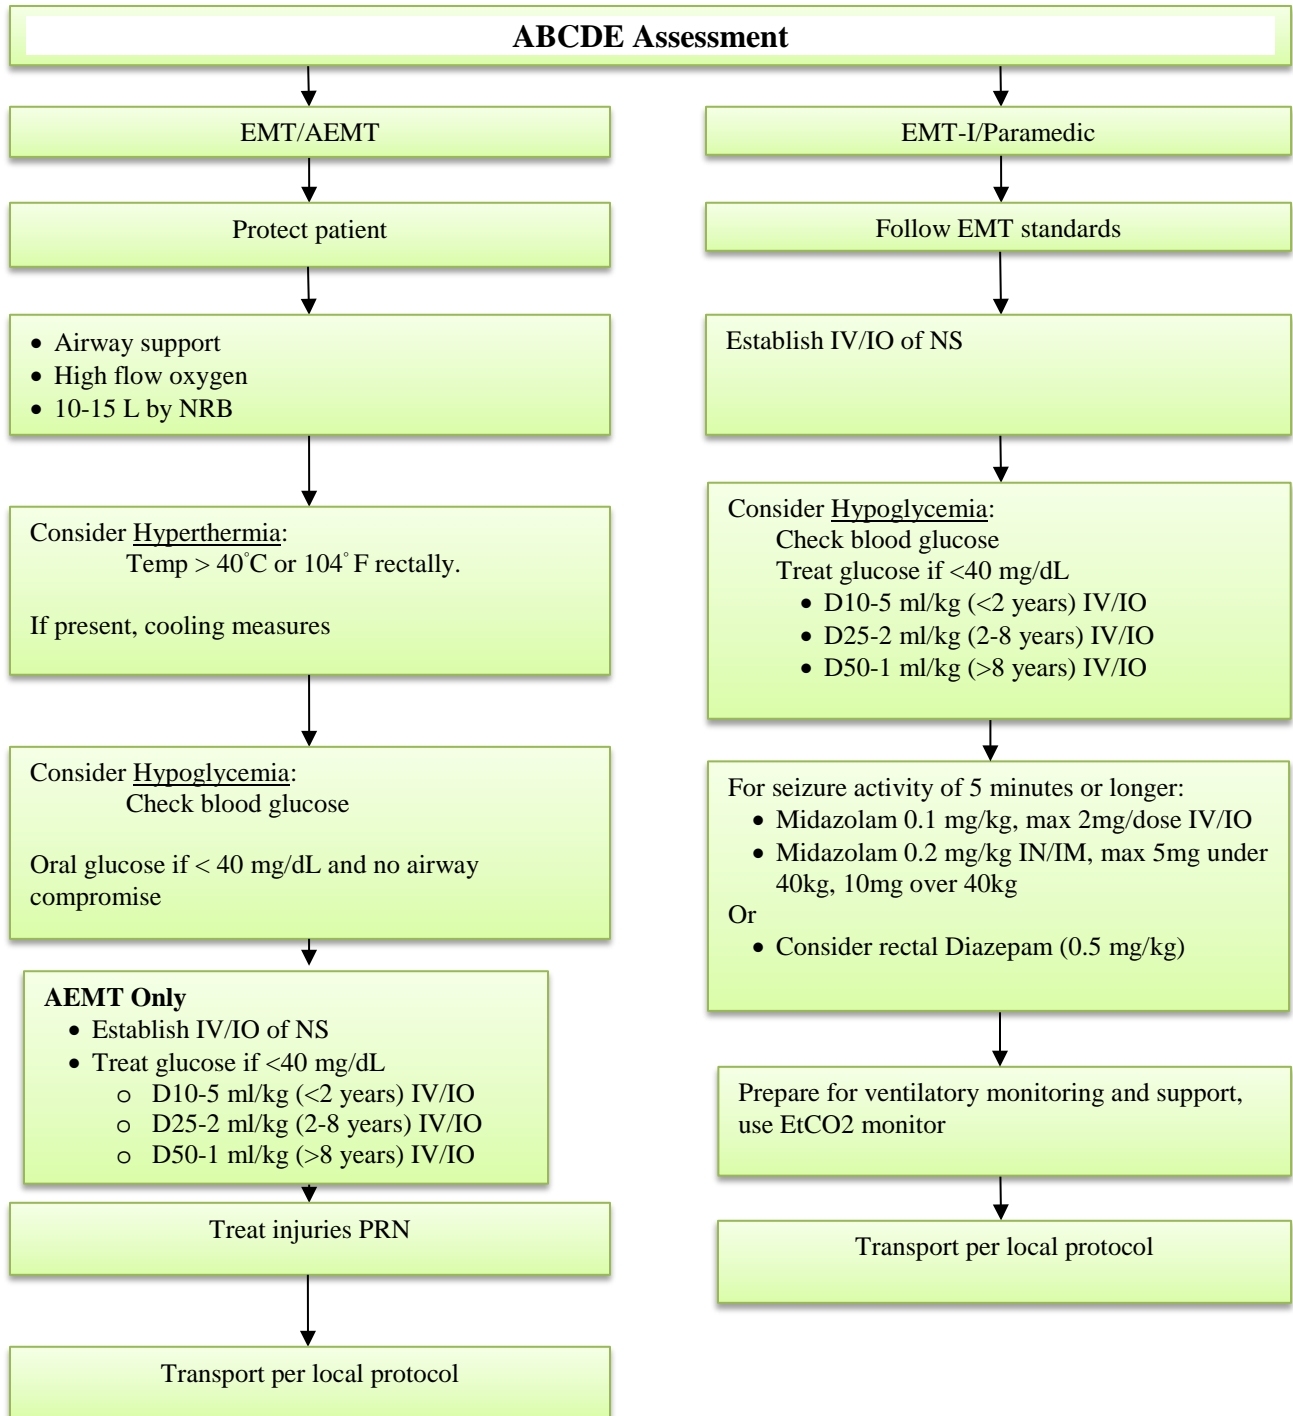 ABCDE Assessment
EMT/AEMT
Protect patient
• Airway support
• High flow oxygen
• 10-15 L by NRB
Consider Hyperthermia:
Temp > 40°C or 104° F rectally.
If present, cooling measures
Consider Hypoglycemia:
Check blood glucose
Oral glucose if < 40 mg/dL and no airway
compromise
AEMT Only
• Establish IV/IO of NS
• Treat glucose if <40 mg/dL
o D10-5 ml/kg (<2 years) IV/IO
o D25-2 ml/kg (2-8 years) IV/IO
o D50-1 ml/kg (>8 years) IV/IO
Treat injuries PRN
Transport per local protocol
EMT-I/Paramedic
Follow EMT standards
Establish IV/IO of NS
Consider Hypoglycemia:
Check blood glucose
Treat glucose if <40 mg/dL
• D10-5 ml/kg (<2 years) IV/IO
• D25-2 ml/kg (2-8 years) IV/IO
• D50-1 ml/kg (>8 years) IV/IO
For seizure activity of 5 minutes or longer:
• Midazolam 0.1 mg/kg, max 2mg/dose IV/IO
• Midazolam 0.2 mg/kg IN/IM, max 5mg under
40kg, 10mg over 40kg
Or
• Consider rectal Diazepam (0.5 mg/kg)
Prepare for ventilatory monitoring and support,
use EtCO2 monitor
Transport per local protocol